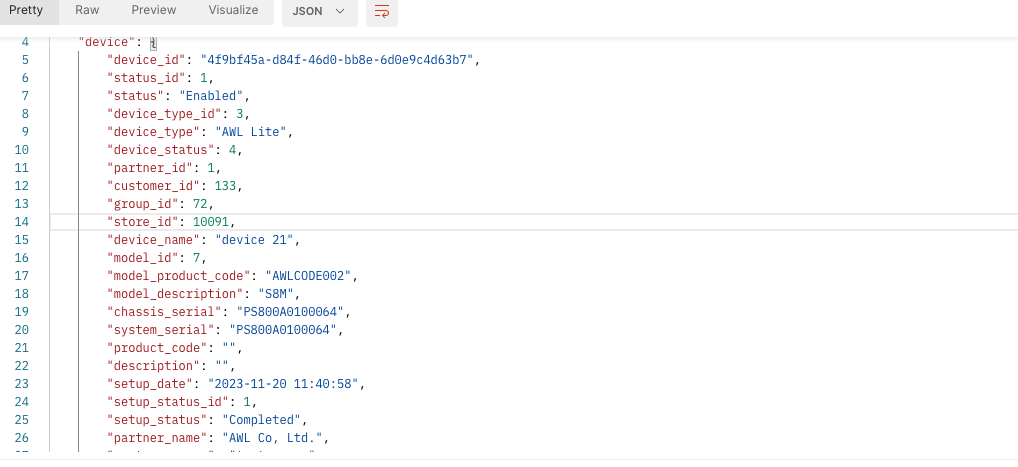 Pretty Raw Preview Visualize JSON
4 "device": {
5 "device_id": "4f9bf45a-d84f-46d0-bb8e-6d0e9c4d63b7",
6 "status_id": 1,
7 "status": "Enabled",
8 "device_type_id": 3,
9 "device_type": "AWL Lite",
10 "device_status": 4,
11 "partner_id": 1,
12 "customer_id": 133,
13 "group_id": 72,
14 "store_id": 10091,
15 "device_name": "device 21",
16 "model_id": 7,
17 "model_product_code": "AWLCODE002",
18 "model_description": "S8M",
19 "chassis_serial": "PS800A0100064",
20 "system_serial": "PS800A0100064",
21 "product_code": "",
22 "description": "",
23 "setup_date": "2023-11-20 11:40:58",
24 "setup_status_id": 1,
25 "setup_status": "Completed",
26 "partner_name": "AWL Co, Ltd.",